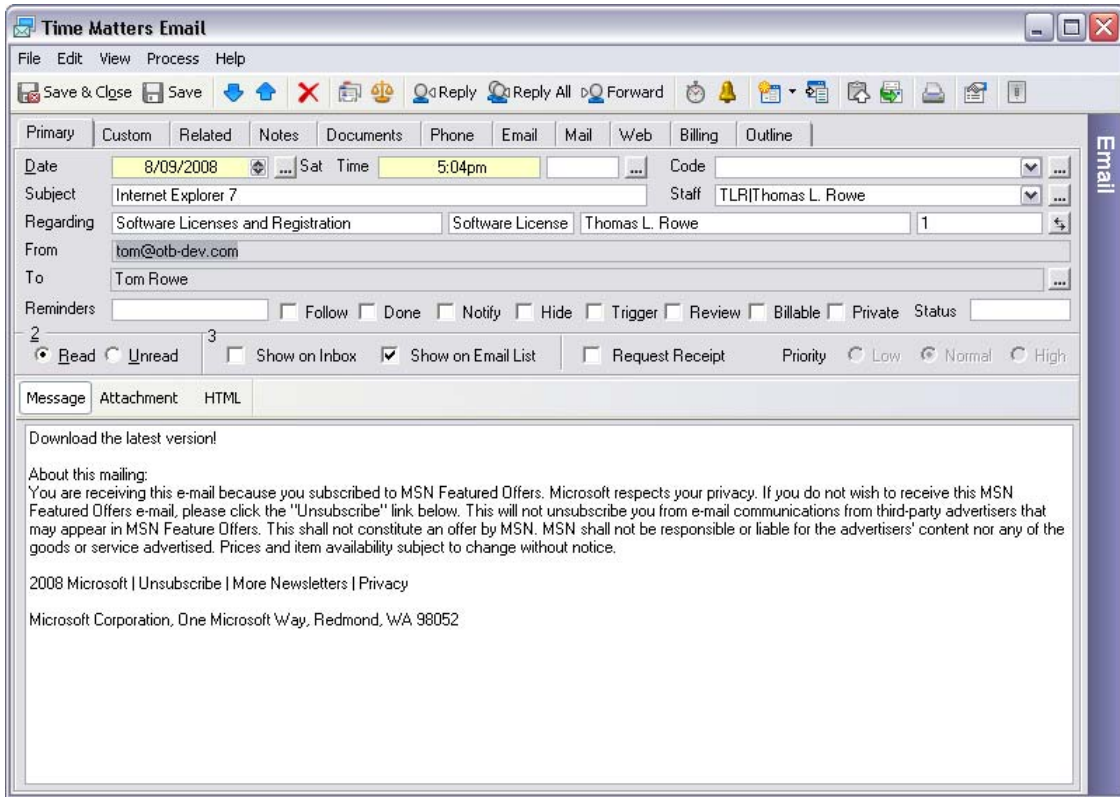 Time Matters Email
File Edit View Process Help
Save & Close Save Reply Reply All Forward
Primary Custom Related Notes Documents Phone Email Mail Web Billing Outline
Date 8/09/2008 ... Sat Time 5:04pm ... Code ...
Subject Internet Explorer 7 Staff TLR|Thomas L. Rowe ...
Regarding Software Licenses and Registration Software License Thomas L. Rowe 1
From tom@otb-dev.com
To Tom Rowe ...
Reminders Follow Done Notify Hide Trigger Review Billable Private Status
2 Read Unread 3 Show on Inbox Show on Email List Request Receipt Priority Low Normal High
Message Attachment HTML
Download the latest version!
About this mailing:
You are receiving this e-mail because you subscribed to MSN Featured Offers. Microsoft respects your privacy. If you do not wish to receive this MSN
Featured Offers e-mail, please click the "Unsubscribe" link below. This will not unsubscribe you from e-mail communications from third-party advertisers that
may appear in MSN Feature Offers. This shall not constitute an offer by MSN. MSN shall not be responsible or liable for the advertisers' content nor any of the
goods or service advertised. Prices and item availability subject to change without notice.
2008 Microsoft | Unsubscribe | More Newsletters | Privacy
Microsoft Corporation, One Microsoft Way, Redmond, WA 98052
Email